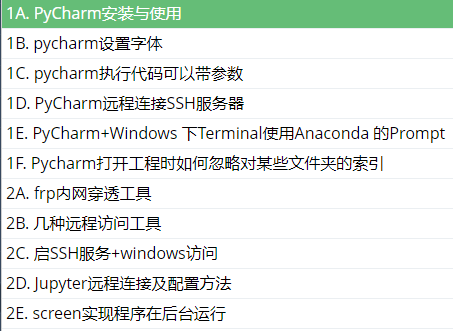 1A. PyCharm安装与使用
1B. pycharm设置字体
1C. pycharm执行代码可以带参数
1D. PyCharm远程连接SSH服务器
1E. PyCharm+Windows 下Terminal使用Anaconda 的Prompt
1F. Pycharm打开工程时如何忽略对某些文件夹的索引
2A. frp内网穿透工具
2B. 几种远程访问工具
2C. 启SSH服务+windows访问
2D. Jupyter远程连接及配置方法
2E. screen实现程序在后台运行